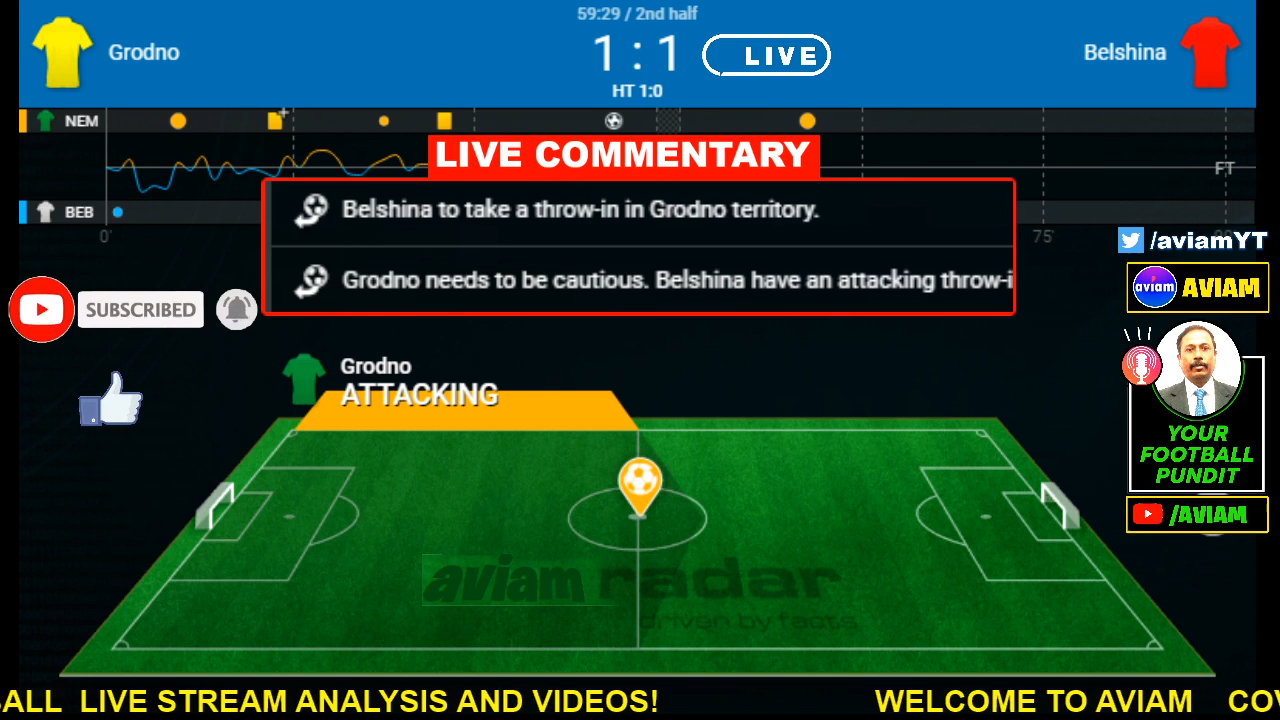 59:29 / 2nd half
Grodno
1 : 1
LIVE
Belshina
HT 1:0
NEM
LIVE COMMENTARY
FT
Belshina to take a throw-in in Grodno territory.
BEB
0'
75'
Grodno needs to be cautious. Belshina have an attacking throw-i
/aviamYT
aviam AVIAM
SUBSCRIBED
Grodno
ATTACKING
YOUR
FOOTBALL
PUNDIT
/AVIAM
aviam radar
driven by facts
BALL LIVE STREAM ANALYSIS AND VIDEOS! WELCOME TO AVIAM COV